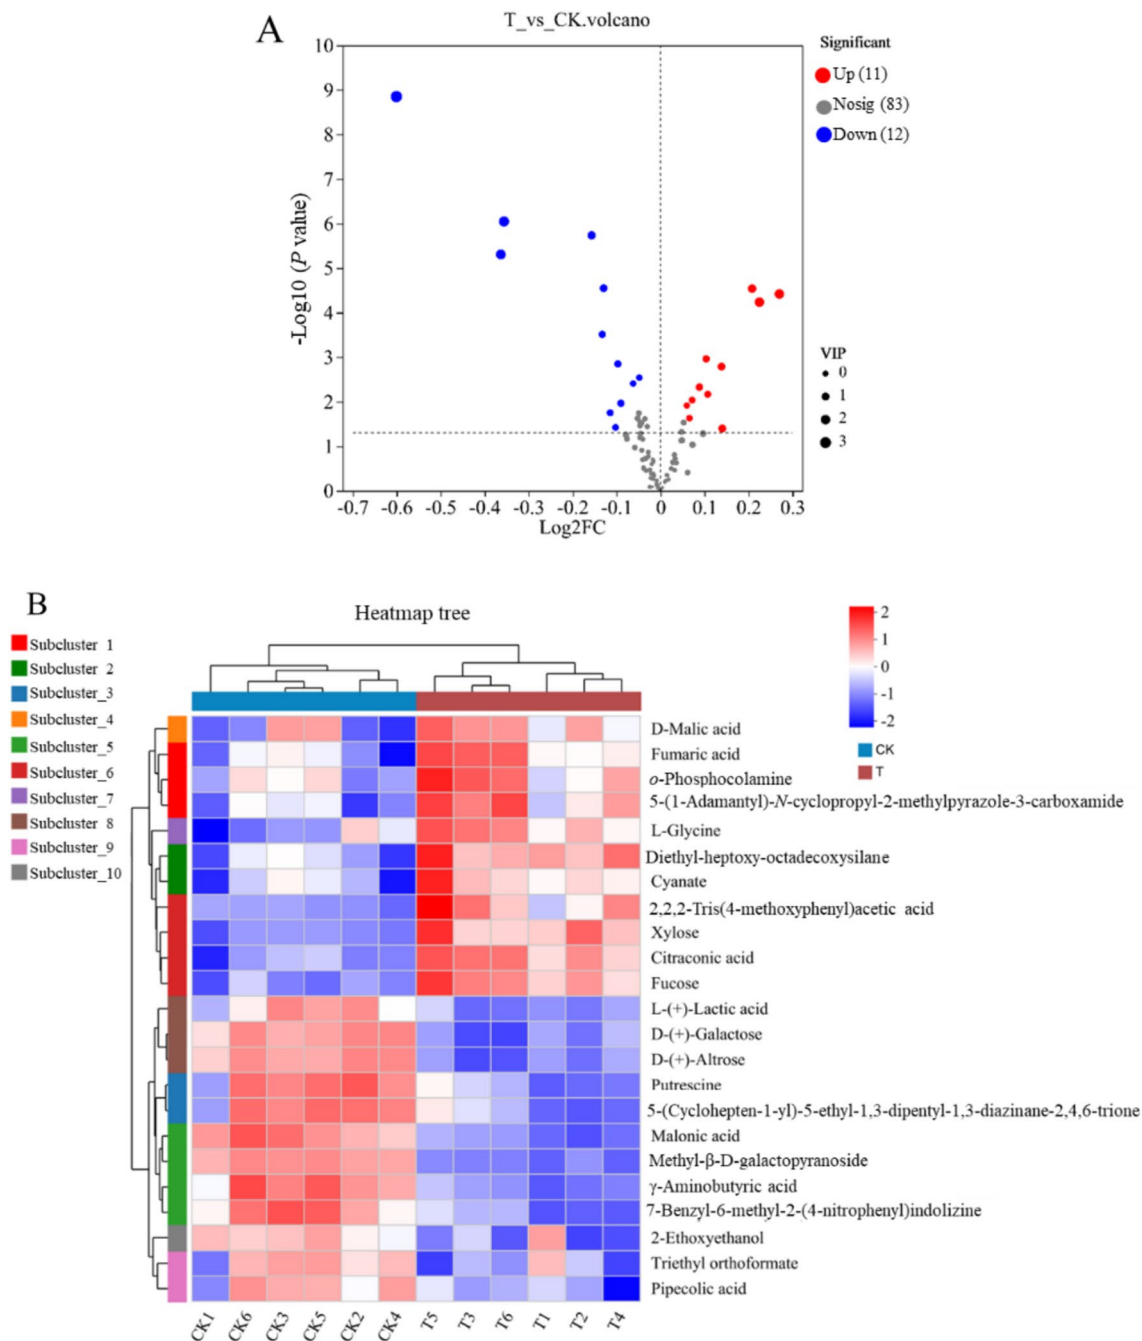 A
T_vs_CK.volcano
Significant
Up (11)
Nosig (83)
Down (12)
10
9
8
7
6
5
4
3
2
1
0
-Log10 (P value)
VIP
0
1
2
3
-0.7 -0.6 -0.5 -0.4 -0.3 -0.2 -0.1 0 0.1 0.2 0.3
Log2FC
B
Heatmap tree
Subcluster_1
Subcluster_2
Subcluster_3
Subcluster_4
Subcluster_5
Subcluster_6
Subcluster_7
Subcluster_8
Subcluster_9
Subcluster_10
2
1
0
-1
-2
CK
T
D-Malic acid
Fumaric acid
o-Phosphocolamine
5-(1-Adamantyl)-N-cyclopropyl-2-methylpyrazole-3-carboxamide
L-Glycine
Diethyl-heptoxy-octadecoxysilane
Cyanate
2,2,2-Tris(4-methoxyphenyl)acetic acid
Xylose
Citraconic acid
Fucose
L-(+)-Lactic acid
D-(+)-Galactose
D-(+)-Altrose
Putrescine
5-(Cyclohepten-1-yl)-5-ethyl-1,3-dipentyl-1,3-diazinane-2,4,6-trione
Malonic acid
Methyl-β-D-galactopyranoside
γ-Aminobutyric acid
7-Benzyl-6-methyl-2-(4-nitrophenyl)indolizine
2-Ethoxyethanol
Triethyl orthoformate
Pipecolic acid
CK1 CK6 CK3 CK5 CK2 CK4 T5 T3 T6 T1 T2 T4